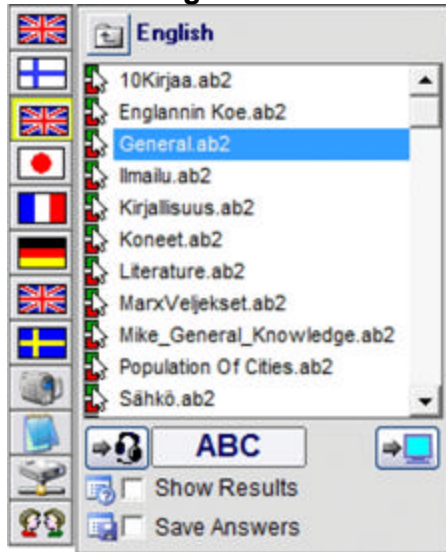 English
10Kirjaa.ab2
Englannin Koe.ab2
General.ab2
Ilmailu.ab2
Kirjallisuus.ab2
Koneet.ab2
Literature.ab2
MarxVeljekset.ab2
Mike_General_Knowledge.ab2
Population Of Cities.ab2
Sähkö.ab2
ABC
Show Results
Save Answers